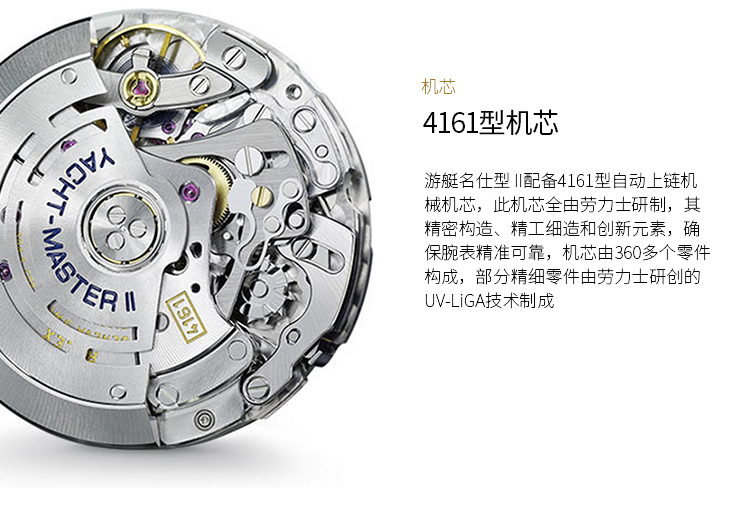 机芯
4161型机芯
游艇名仕型 II配备4161型自动上链机
械机芯，此机芯全由劳力士研制，其
精密构造、精工细造和创新元素，确
保腕表精准可靠，机芯由360多个零件
构成，部分精细零件由劳力士研创的
UV-LiGA技术制成
YACHT-MASTER II
4161